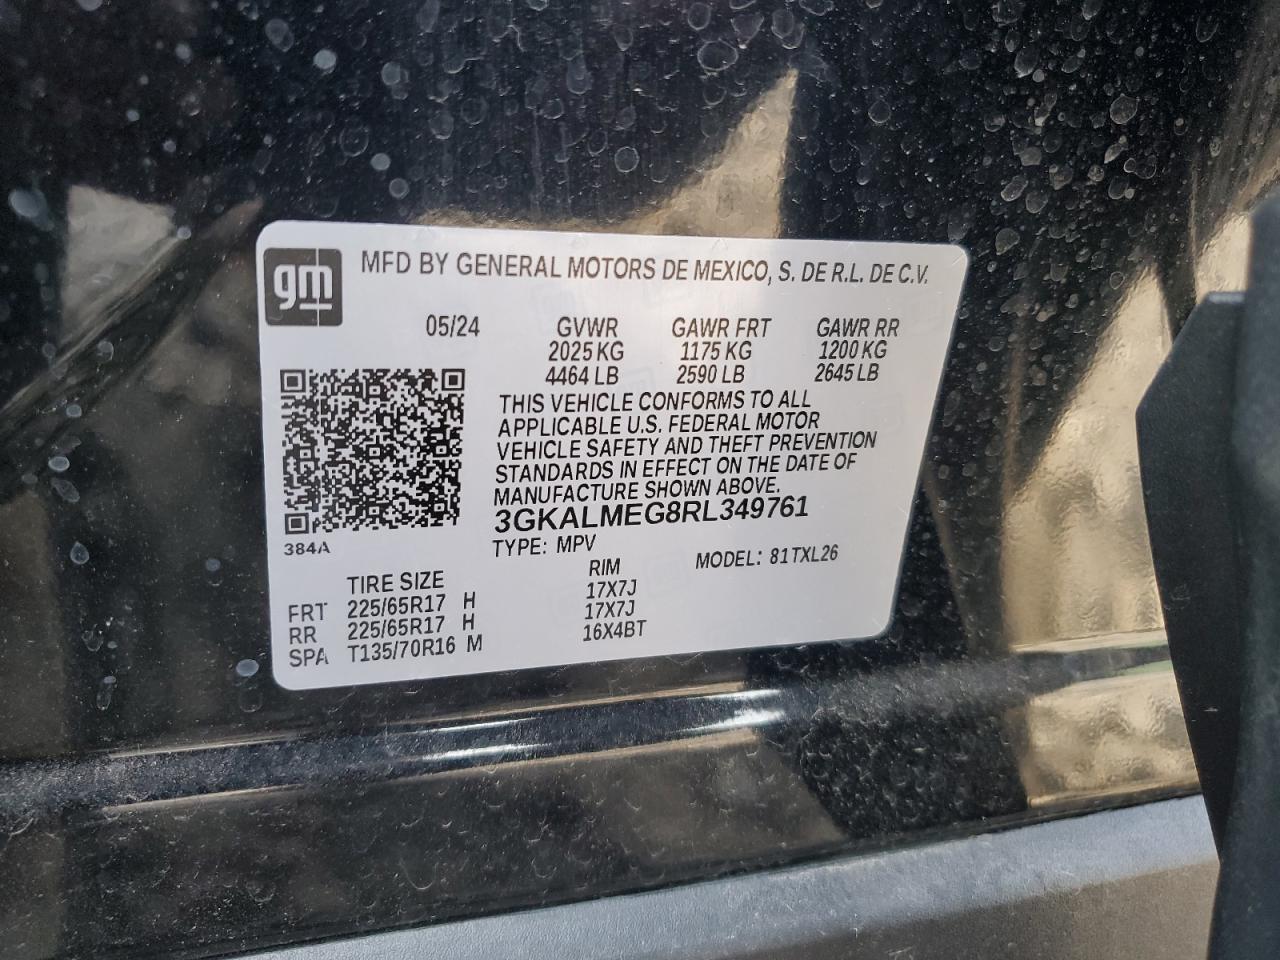 gm
MFD BY GENERAL MOTORS DE MEXICO, S. DE R.L. DE C.V.
05/24 GVWR GAWR FRT GAWR RR
2025 KG 1175 KG 1200 KG
4464 LB 2590 LB 2645 LB
THIS VEHICLE CONFORMS TO ALL
APPLICABLE U.S. FEDERAL MOTOR
VEHICLE SAFETY AND THEFT PREVENTION
STANDARDS IN EFFECT ON THE DATE OF
MANUFACTURE SHOWN ABOVE.
3GKALMEG8RL349761
384A
TYPE: MPV MODEL: 81TXL26
TIRE SIZE RIM
FRT 225/65R17 H 17X7J
RR 225/65R17 H 17X7J
SPA T135/70R16 M 16X4BT